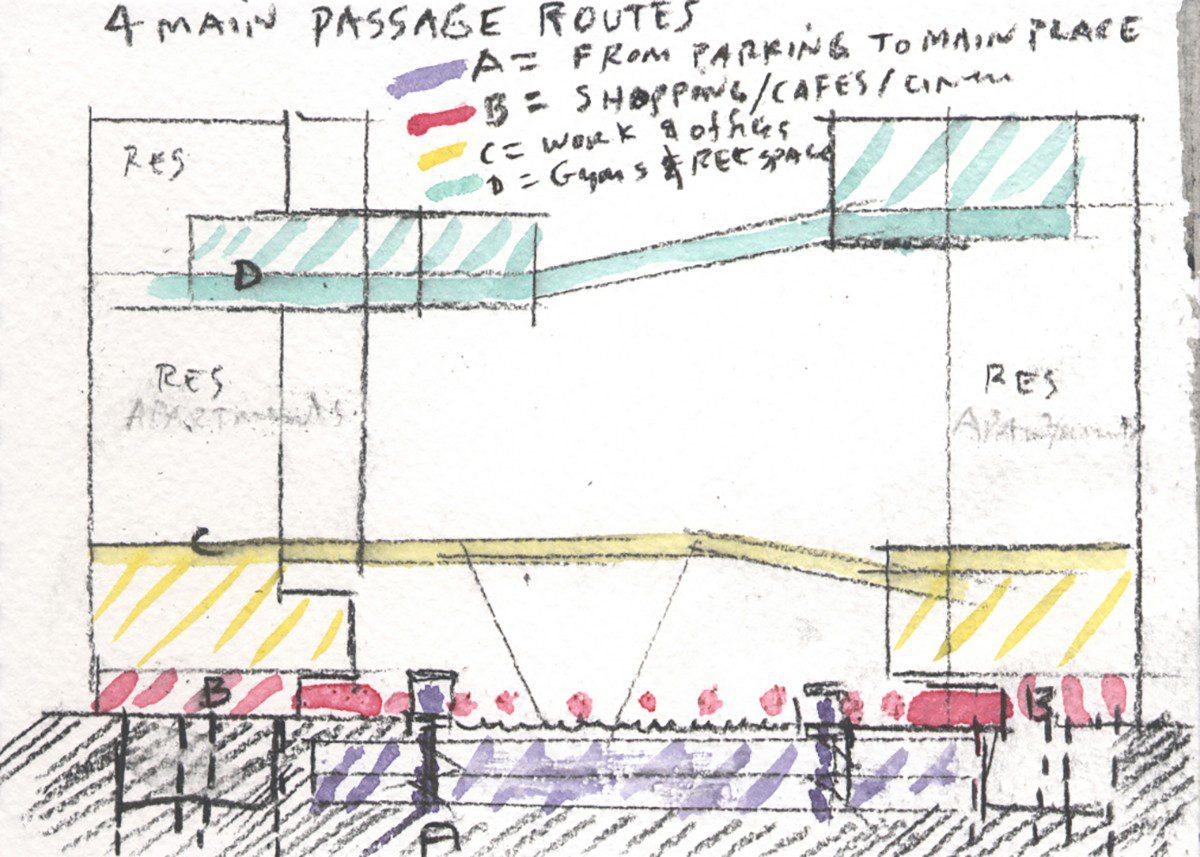 4 MAIN PASSAGE ROUTES
A = FROM PARKING TO MAIN PLACE
B = SHOPPING/CAFES/CINEMA
C = WORK & offices
D = Gyms & REC SPACE
RES
D
RES
RES
APARTments
APARTments
C
B
B
A